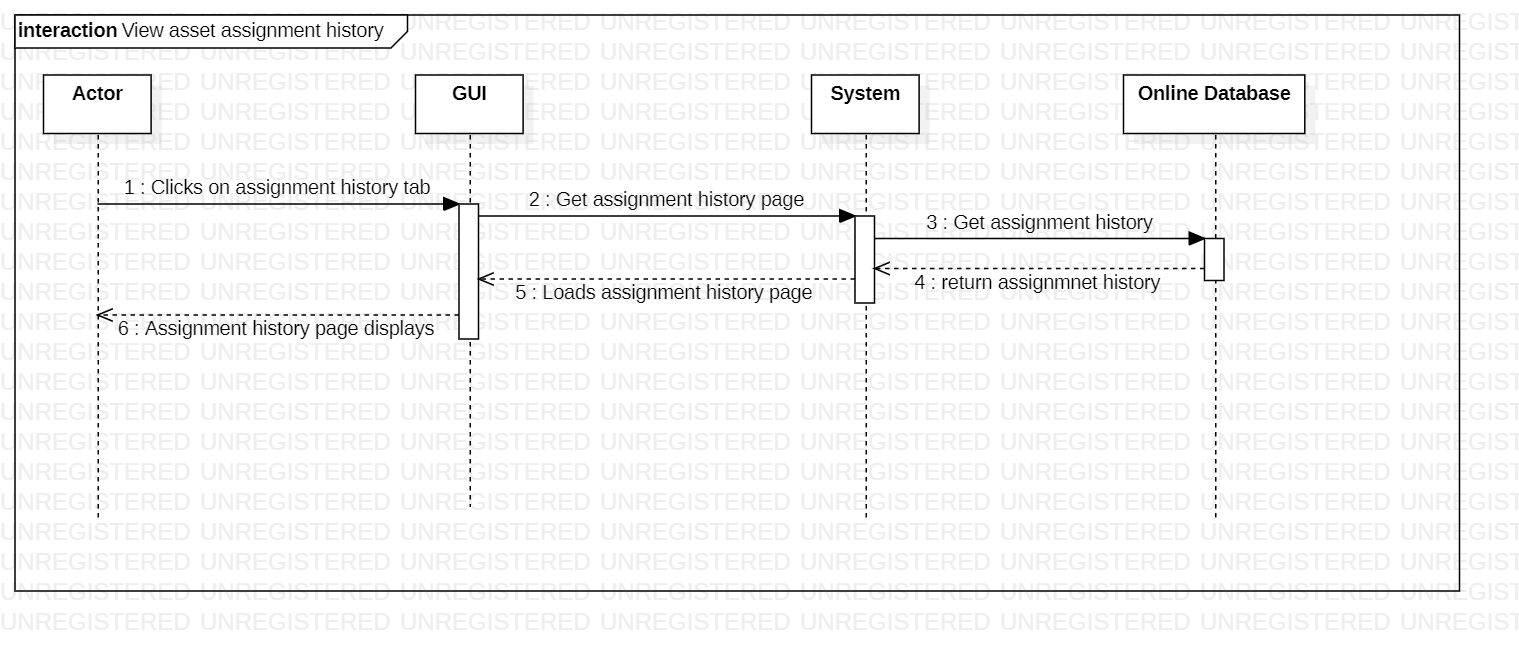 interaction View asset assignment history
Actor
GUI
System
Online Database
1 : Clicks on assignment history tab
2 : Get assignment history page
3 : Get assignment history
4 : return assignmnet history
5 : Loads assignment history page
6 : Assignment history page displays
UNREGISTERED